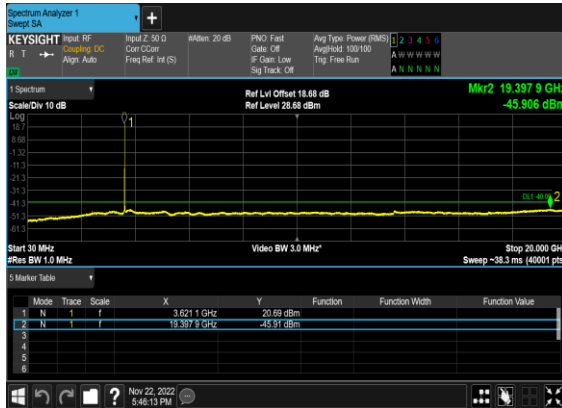 Spectrum Analyzer 1
Swept SA
+
KEYSIGHT Input: RF Input Z: 50 Ω #Atten: 20 dB PNO: Fast Avg Type: Power (RMS) 1 2 3 4 5 6
R T Coupling: DC Corr CCorr Gate: Off Avg|Hold: 100/100 A W W W W W
Align: Auto Freq Ref: Int (S) IF Gain: Low Trig: Free Run
LXI Sig Track: Off A N N N N N
1 Spectrum Ref Lvl Offset 18.68 dB Mkr2 19.397 9 GHz
Scale/Div 10 dB Ref Level 28.68 dBm -45.906 dBm
Log
18.7
8.68
-1.32
-11.3
-21.3
-31.3
-41.3
-51.3
-61.3
1
2
Start 30 MHz Video BW 3.0 MHz* Stop 20.000 GH
#Res BW 1.0 MHz Sweep ~38.3 ms (40001 pts
5 Marker Table
Mode Trace Scale X Y Function Function Width Function Value
1 N 1 f 3.621 1 GHz 20.69 dBm
2 N 1 f 19.397 9 GHz -45.91 dBm
3
4
5
6
? Nov 22, 2022
5:46:13 PM